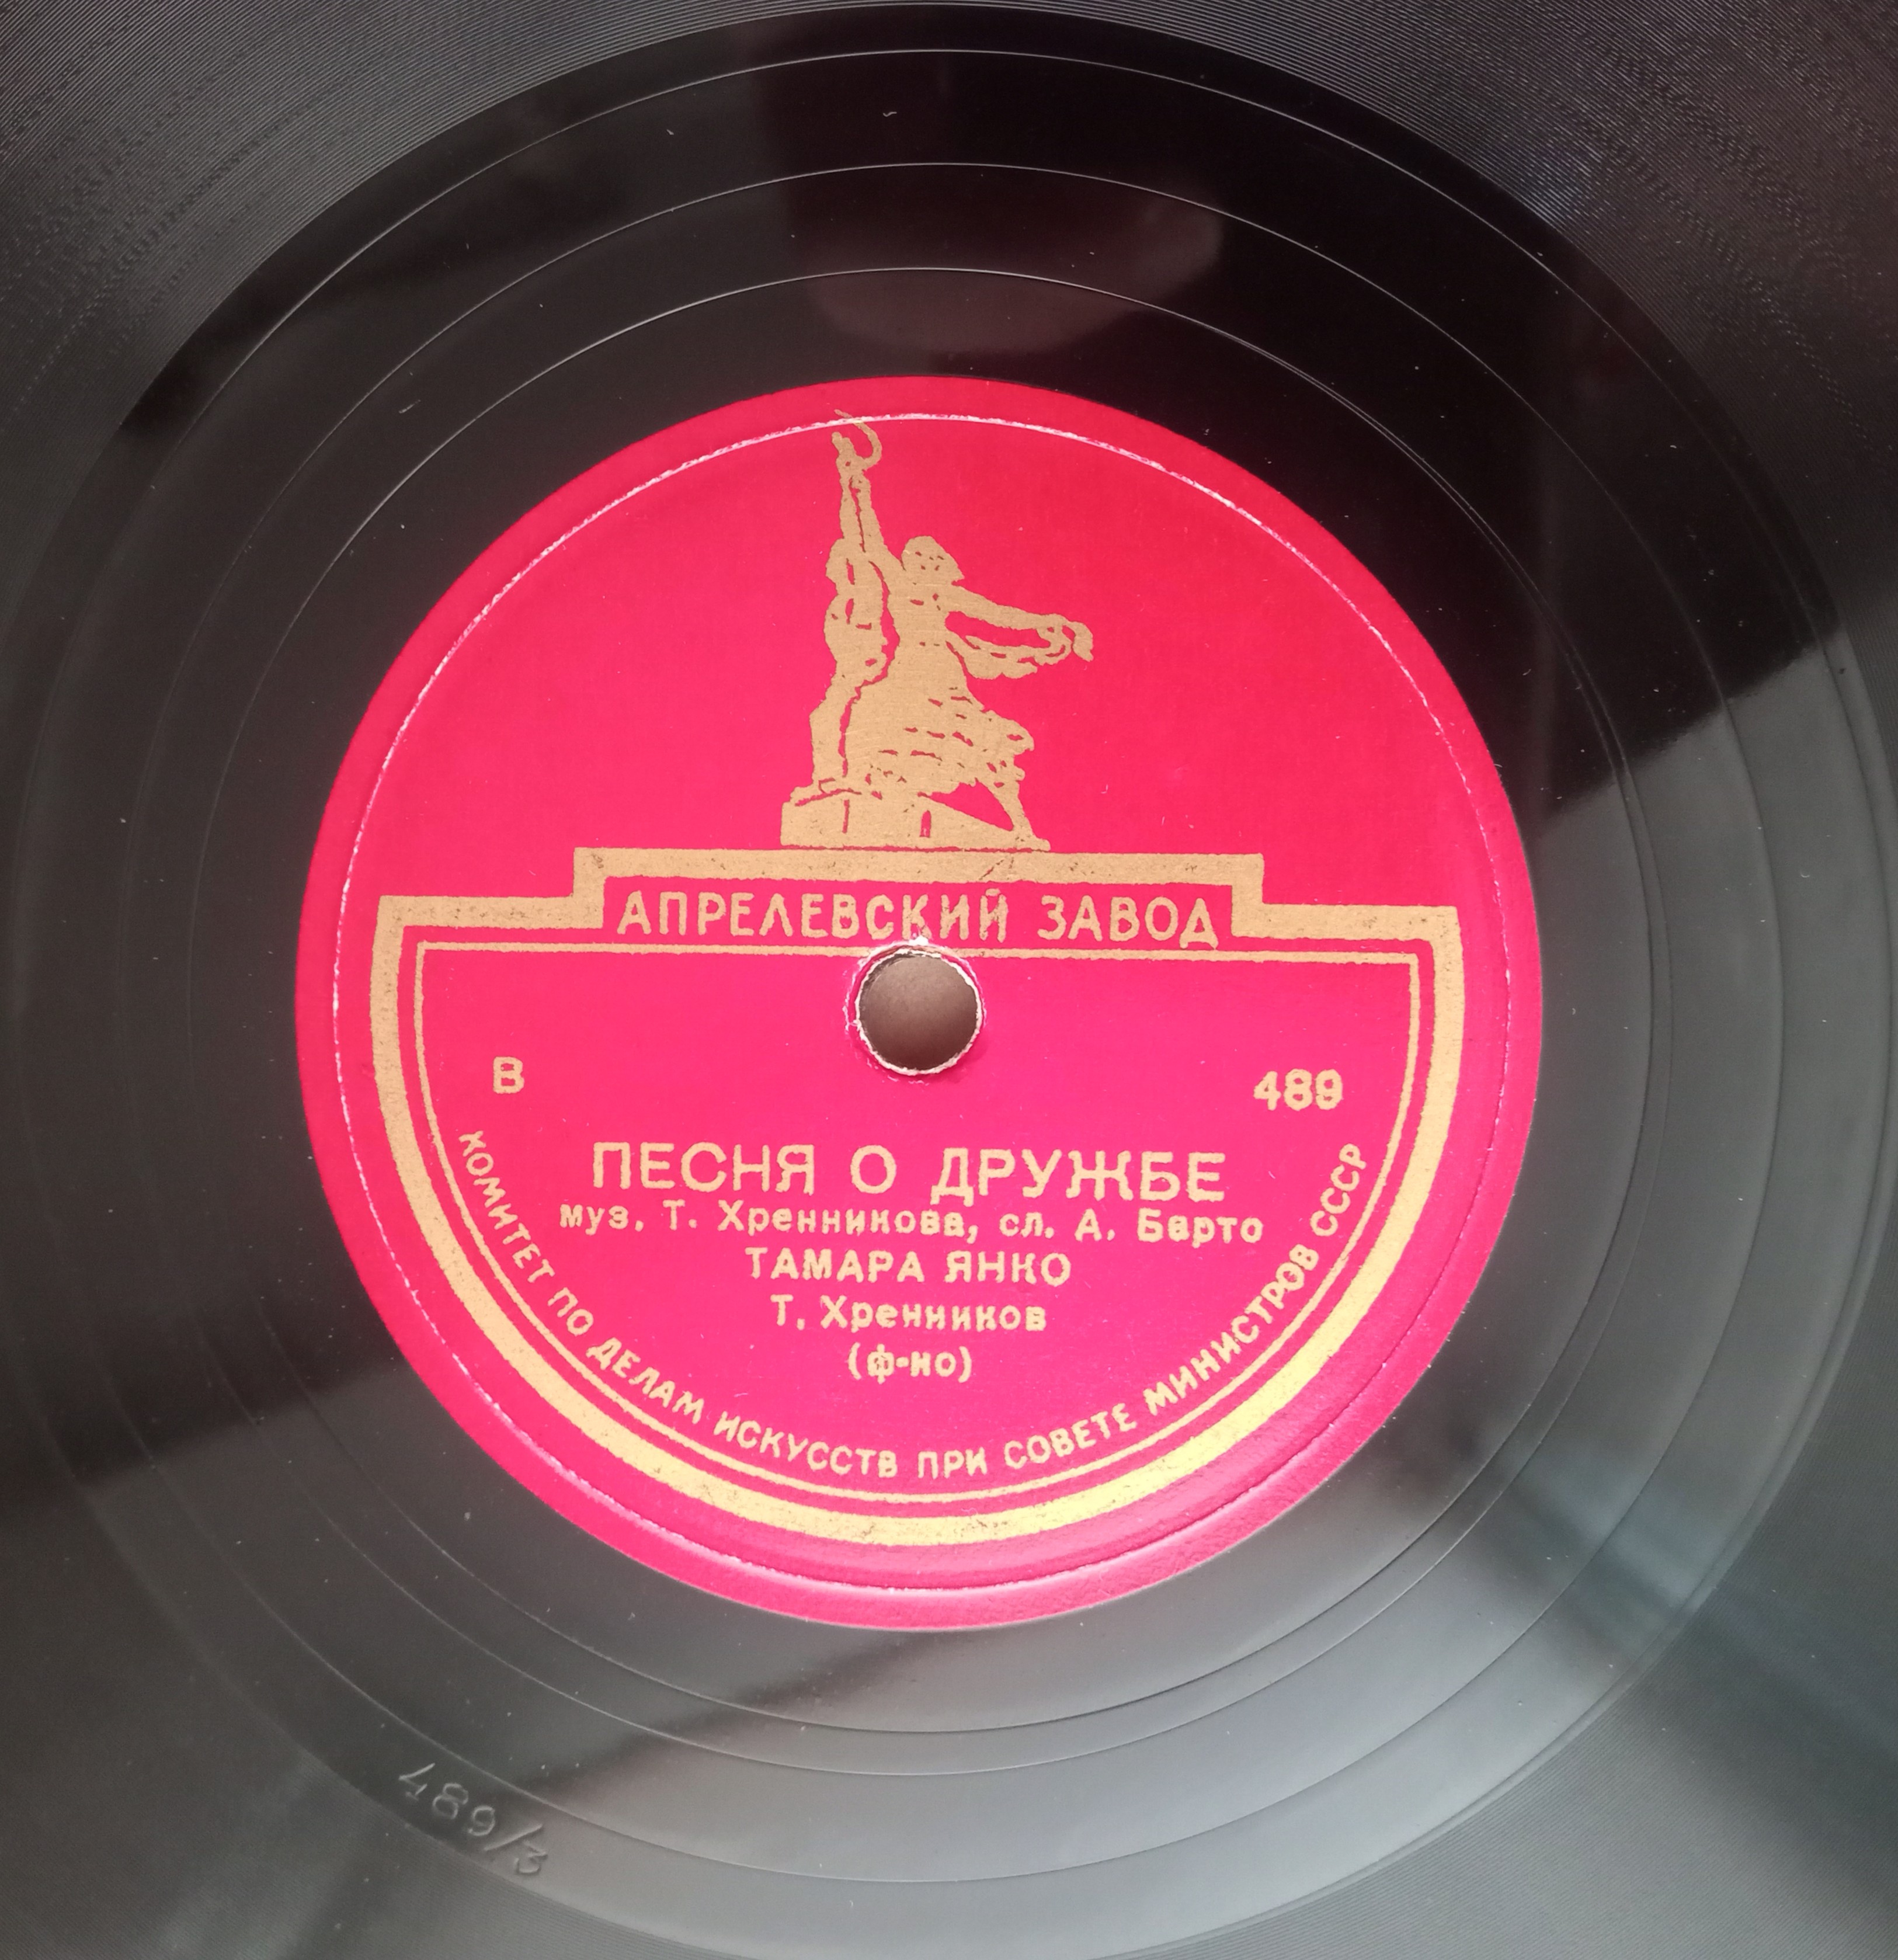 АПРЕЛЕВСКИЙ ЗАВОД
В 489
ПЕСНЯ О ДРУЖБЕ
муз. Т. Хренникова, сл. А. Барто
ТАМАРА ЯНКО
Т. Хренников
(ф-но)
КОМИТЕТ ПО ДЕЛАМ ИСКУССТВ ПРИ СОВЕТЕ МИНИСТРОВ СССР
489/3